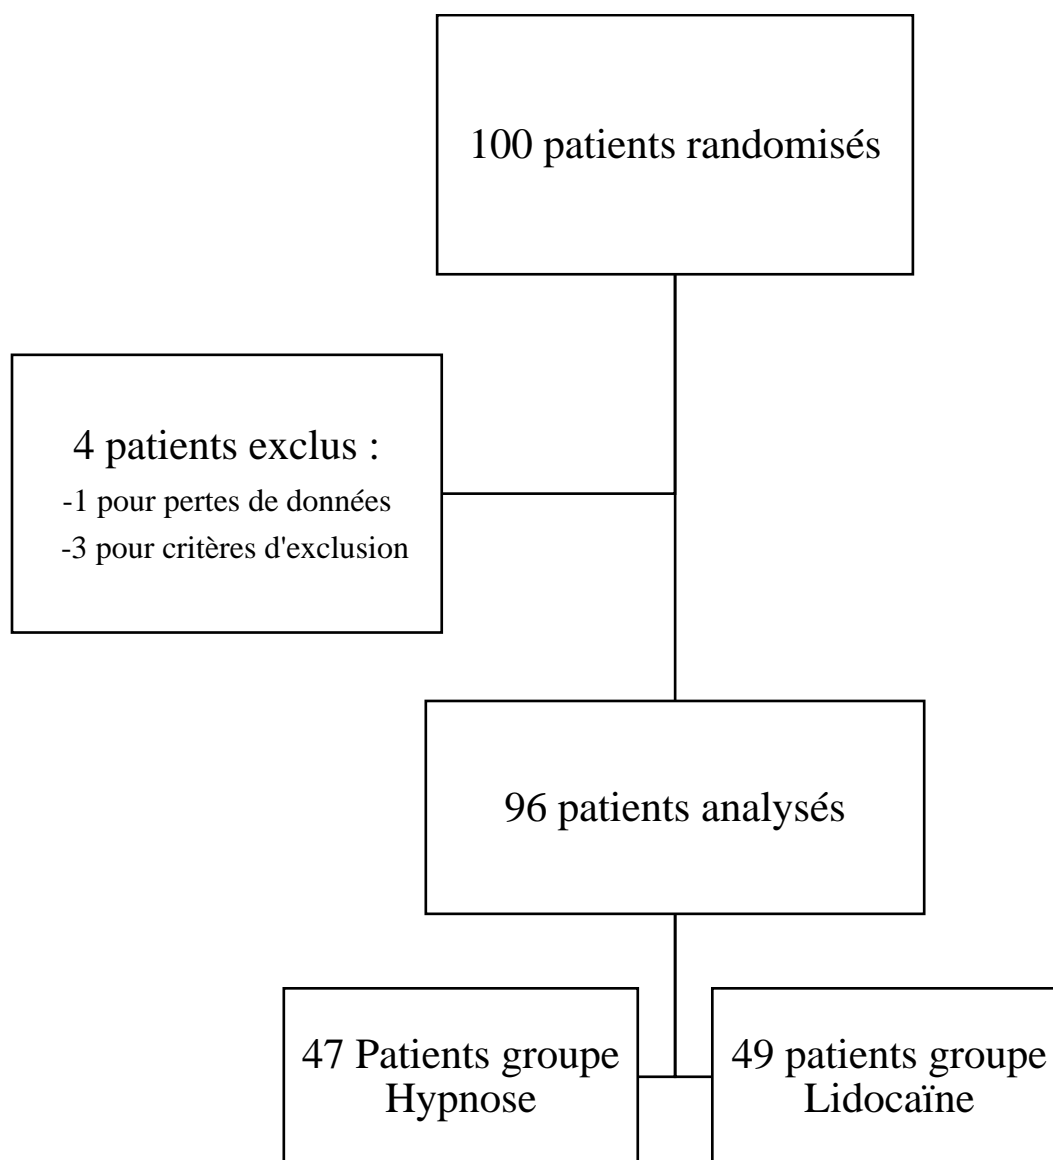 100 patients randomisés
4 patients exclus :
-1 pour pertes de données
-3 pour critères d'exclusion
96 patients analysés
47 Patients groupe
Hypnose
49 patients groupe
Lidocaïne